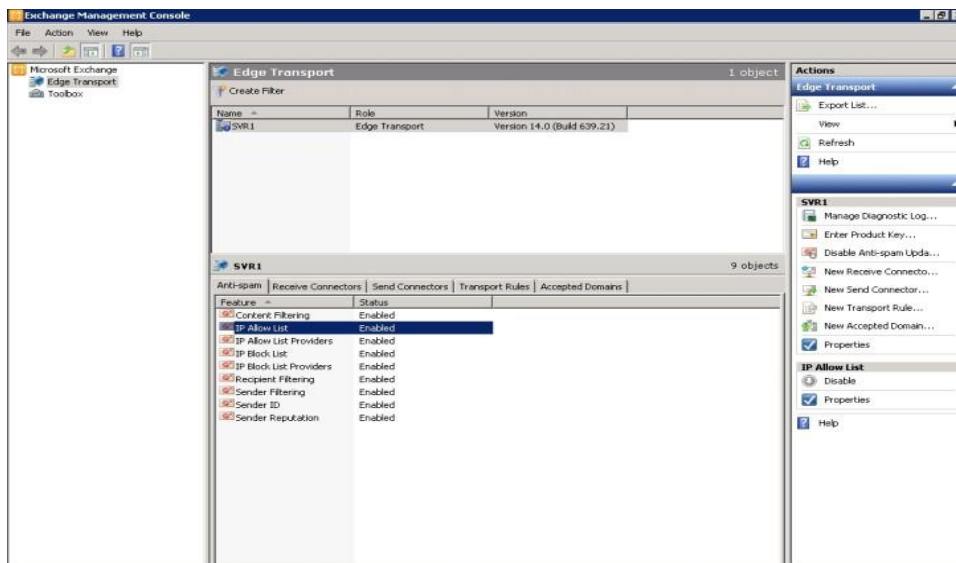 Exchange Management Console
File Action View Help
Microsoft Exchange
Edge Transport
Toolbox
Edge Transport 1 object
Create Filter
Name Role Version
SVR1 Edge Transport Version 14.0 (Build 639.21)
SVR1 9 objects
Anti-spam Receive Connectors Send Connectors Transport Rules Accepted Domains
Feature Status
Content Filtering Enabled
IP Allow List Enabled
IP Allow List Providers Enabled
IP Block List Enabled
IP Block List Providers Enabled
Recipient Filtering Enabled
Sender Filtering Enabled
Sender ID Enabled
Sender Reputation Enabled
Actions
Edge Transport
Export List...
View
Refresh
Help
SVR1
Manage Diagnostic Log...
Enter Product Key...
Disable Anti-spam Upda...
New Receive Connecto...
New Send Connector...
New Transport Rule...
New Accepted Domain...
Properties
IP Allow List
Disable
Properties
Help